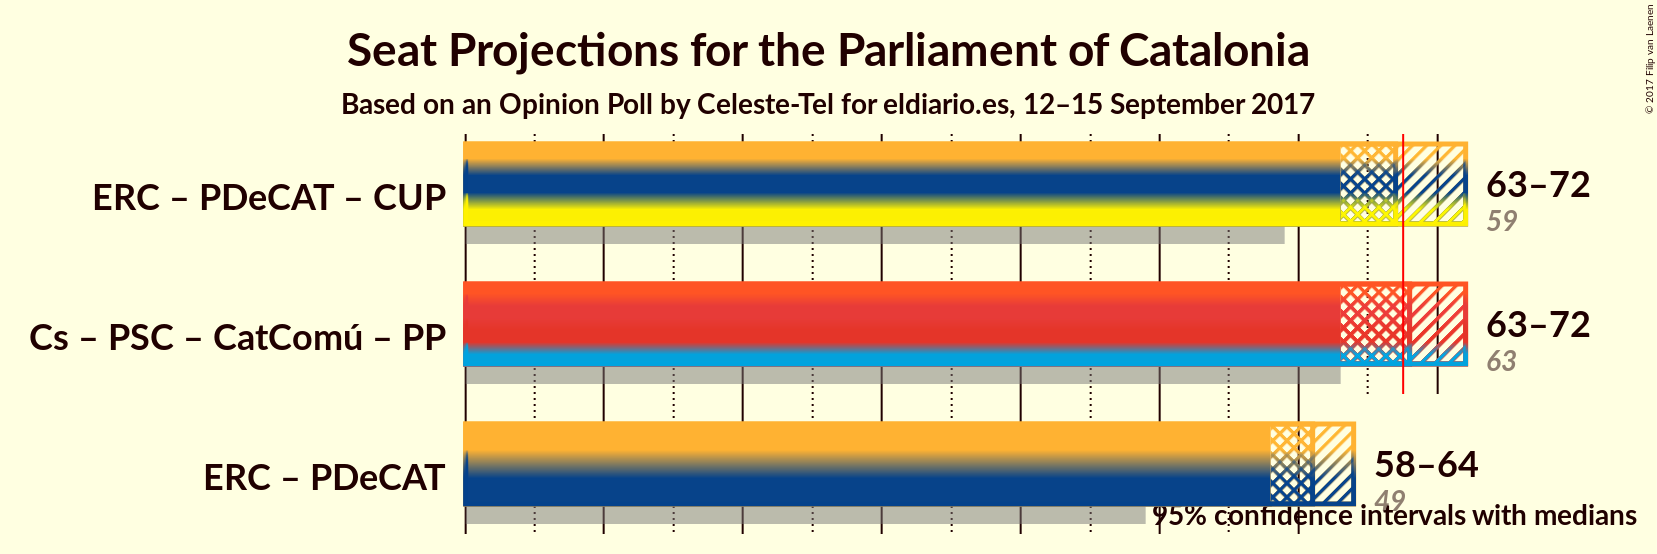 Seat Projections for the Parliament of Catalonia
Based on an Opinion Poll by Celeste-Tel for eldiario.es, 12–15 September 2017
© 2017 Filip van Laenen
ERC – PDeCAT – CUP
63–72
59
Cs – PSC – CatComú – PP
63–72
63
ERC – PDeCAT
58–64
49
95% confidence intervals with medians